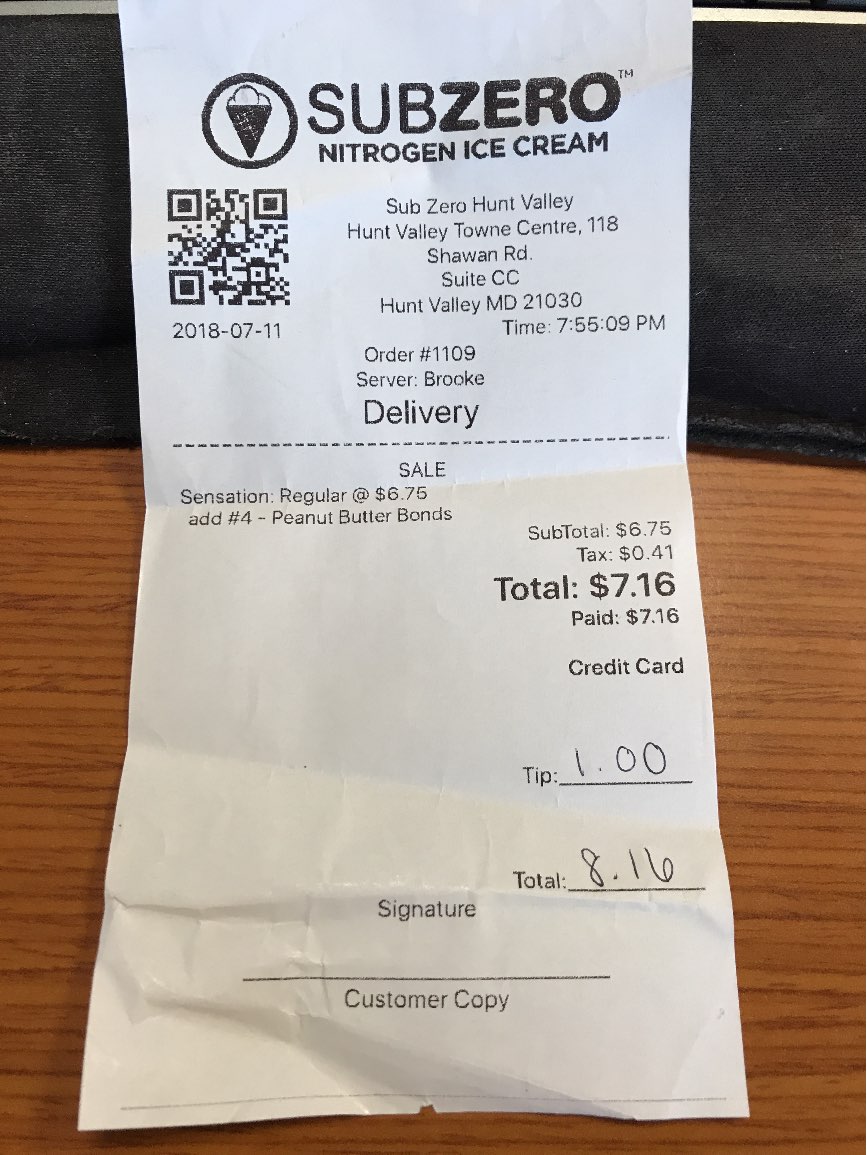 SUBZERO™
NITROGEN ICE CREAM
Sub Zero Hunt Valley
Hunt Valley Towne Centre, 118
Shawan Rd.
Suite CC
Hunt Valley MD 21030
2018-07-11
Time: 7:55:09 PM
Order #1109
Server: Brooke
Delivery
SALE
Sensation: Regular @ $6.75
add #4 - Peanut Butter Bonds
SubTotal: $6.75
Tax: $0.41
Total: $7.16
Paid: $7.16
Credit Card
Tip: 1.00
Total: 8.16
Signature
Customer Copy